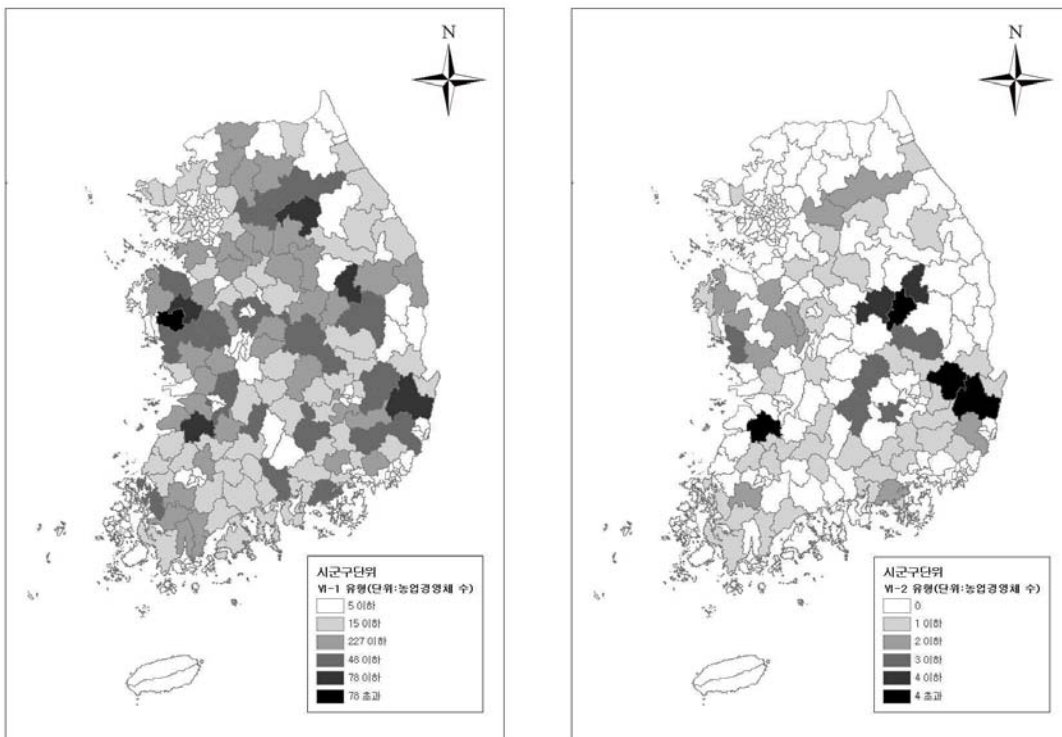 N
시군구단위
Ⅵ-1 유형(단위:농업경영체 수)
5 이하
15 이하
227 이하
46 이하
78 이하
78 초과
N
시군구단위
Ⅵ-2 유형(단위:농업경영체 수)
0
1 이하
2 이하
3 이하
4 이하
4 초과